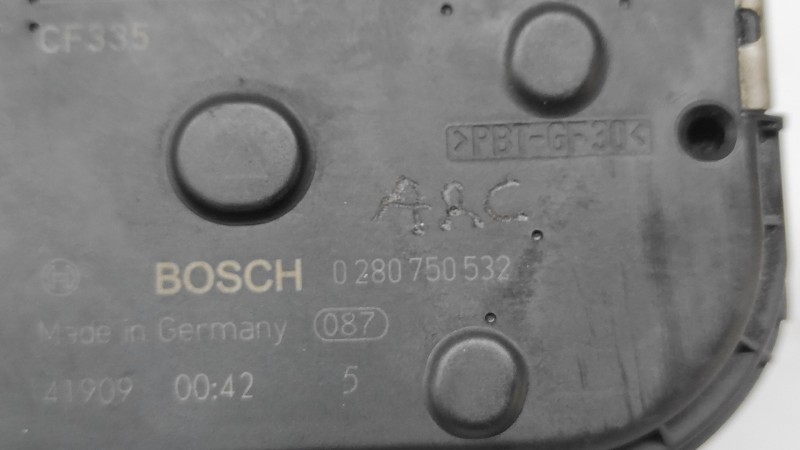 CF335
>PBT-GF30<
ARC
BOSCH 0 280 750 532
Made in Germany 087
41909 00:42 5